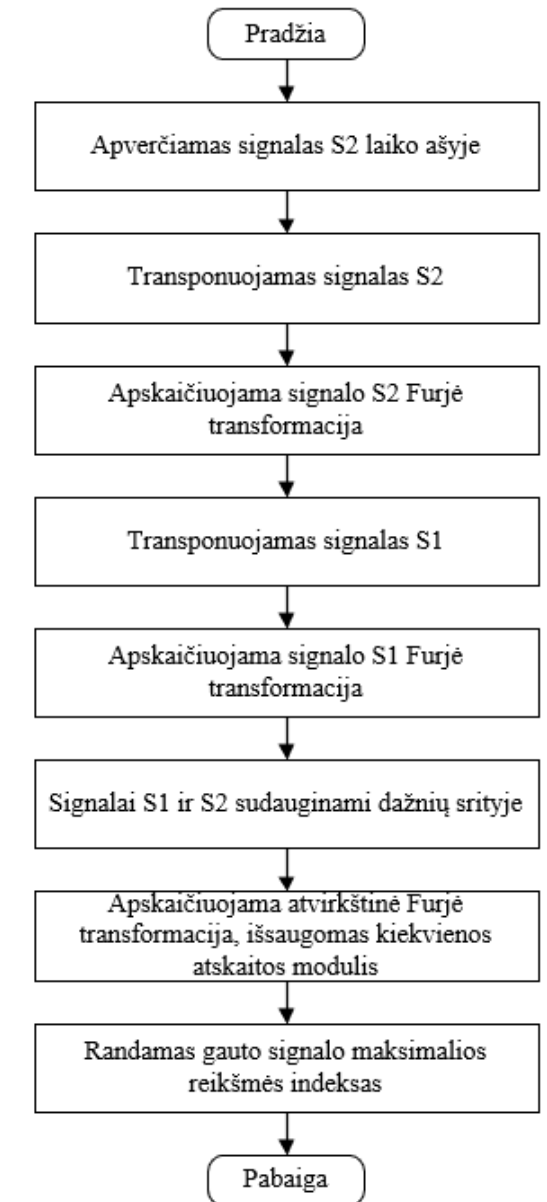 Pradžia
Apverčiamas signalas S2 laiko ašyje
Transponuojamas signalas S2
Apskaičiuojama signalo S2 Furjė
transformacija
Transponuojamas signalas S1
Apskaičiuojama signalo S1 Furjė
transformacija
Signalai S1 ir S2 sudauginami dažnių srityje
Apskaičiuojama atvirkštinė Furjė
transformacija, išsaugomas kiekvienos
atskaitos modulis
Randamas gauto signalo maksimalios
reikšmės indeksas
Pabaiga